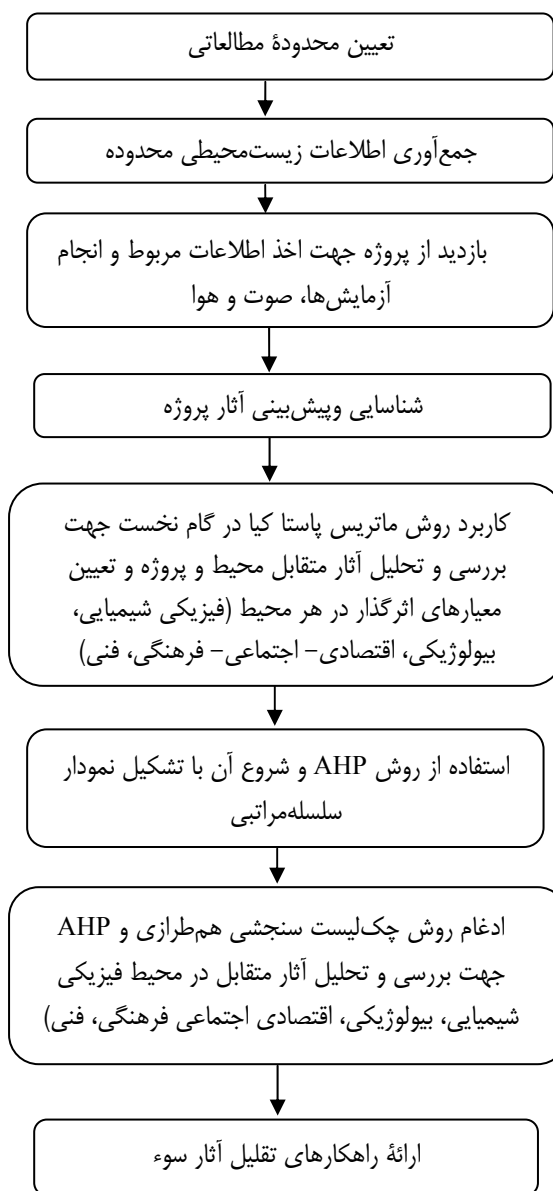 تعیین محدودۀ مطالعاتی
جمع‌آوری اطلاعات زیست‌محیطی محدوده
بازدید از پروژه جهت اخذ اطلاعات مربوط و انجام
آزمایش‌ها، صوت و هوا
شناسایی وپیش‌بینی آثار پروژه
کاربرد روش ماتریس پاستا کیا در گام نخست جهت
بررسی و تحلیل آثار متقابل محیط و پروژه و تعیین
معیارهای اثرگذار در هر محیط (فیزیکی شیمیایی،
بیولوژیکی، اقتصادی– اجتماعی– فرهنگی، فنی)
استفاده از روش AHP و شروع آن با تشکیل نمودار
سلسله‌مراتبی
ادغام روش چک‌لیست سنجشی هم‌طرازی و AHP
جهت بررسی و تحلیل آثار متقابل در محیط فیزیکی
شیمیایی، بیولوژیکی، اقتصادی اجتماعی فرهنگی، فنی)
ارائۀ راهکارهای تقلیل آثار سوء